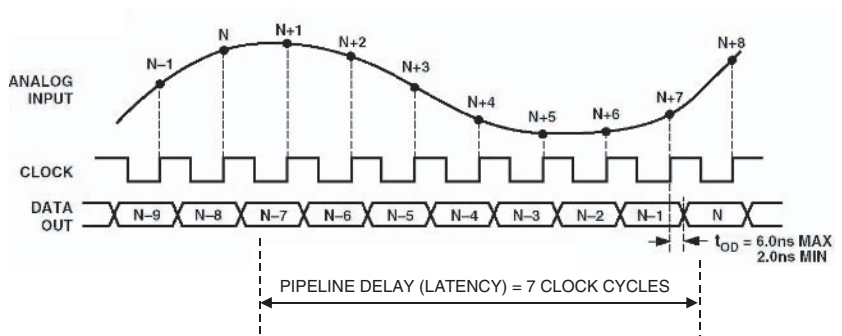 N–1
N
N+1
N+2
N+3
N+4
N+5
N+6
N+7
N+8
ANALOG
INPUT
CLOCK
DATA
OUT
N–9
N–8
N–7
N–6
N–5
N–4
N–3
N–2
N–1
N
tOD = 6.0ns MAX
2.0ns MIN
PIPELINE DELAY (LATENCY) = 7 CLOCK CYCLES